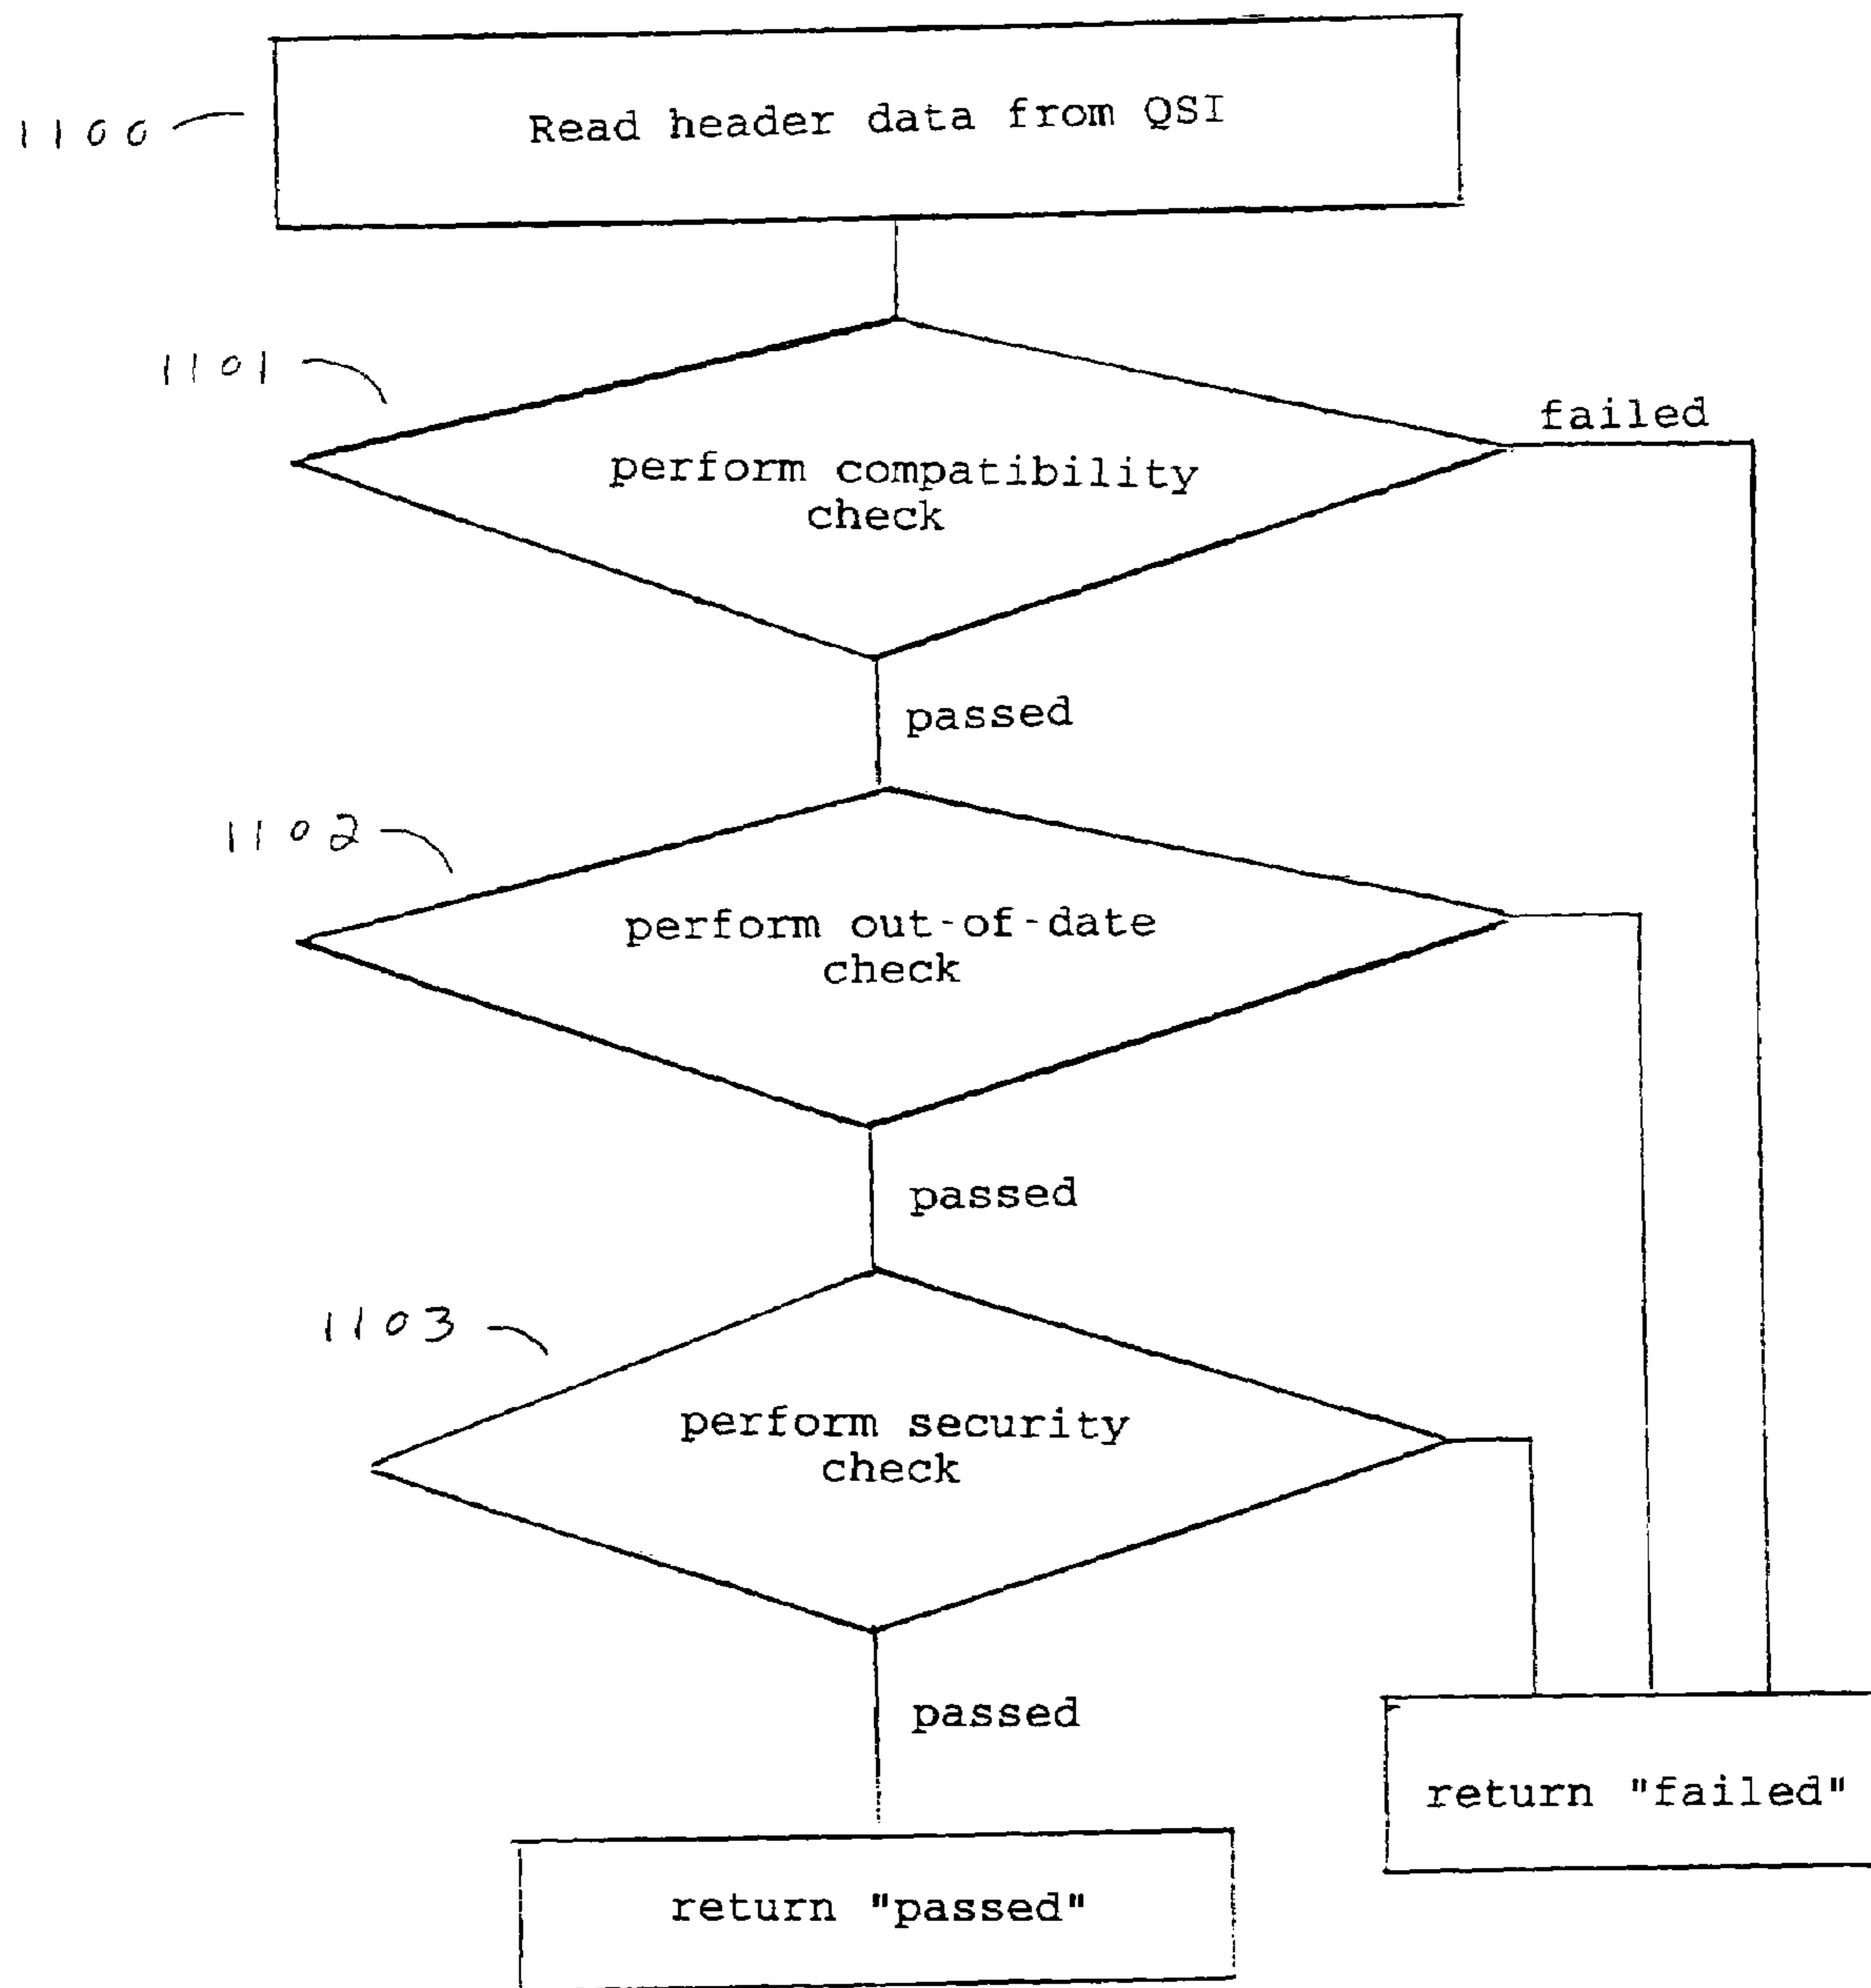 1100
Read header data from QSI
1101
failed
perform compatibility
check
passed
1102
perform out-of-date
check
passed
1103
perform security
check
passed
return "failed"
return "passed"